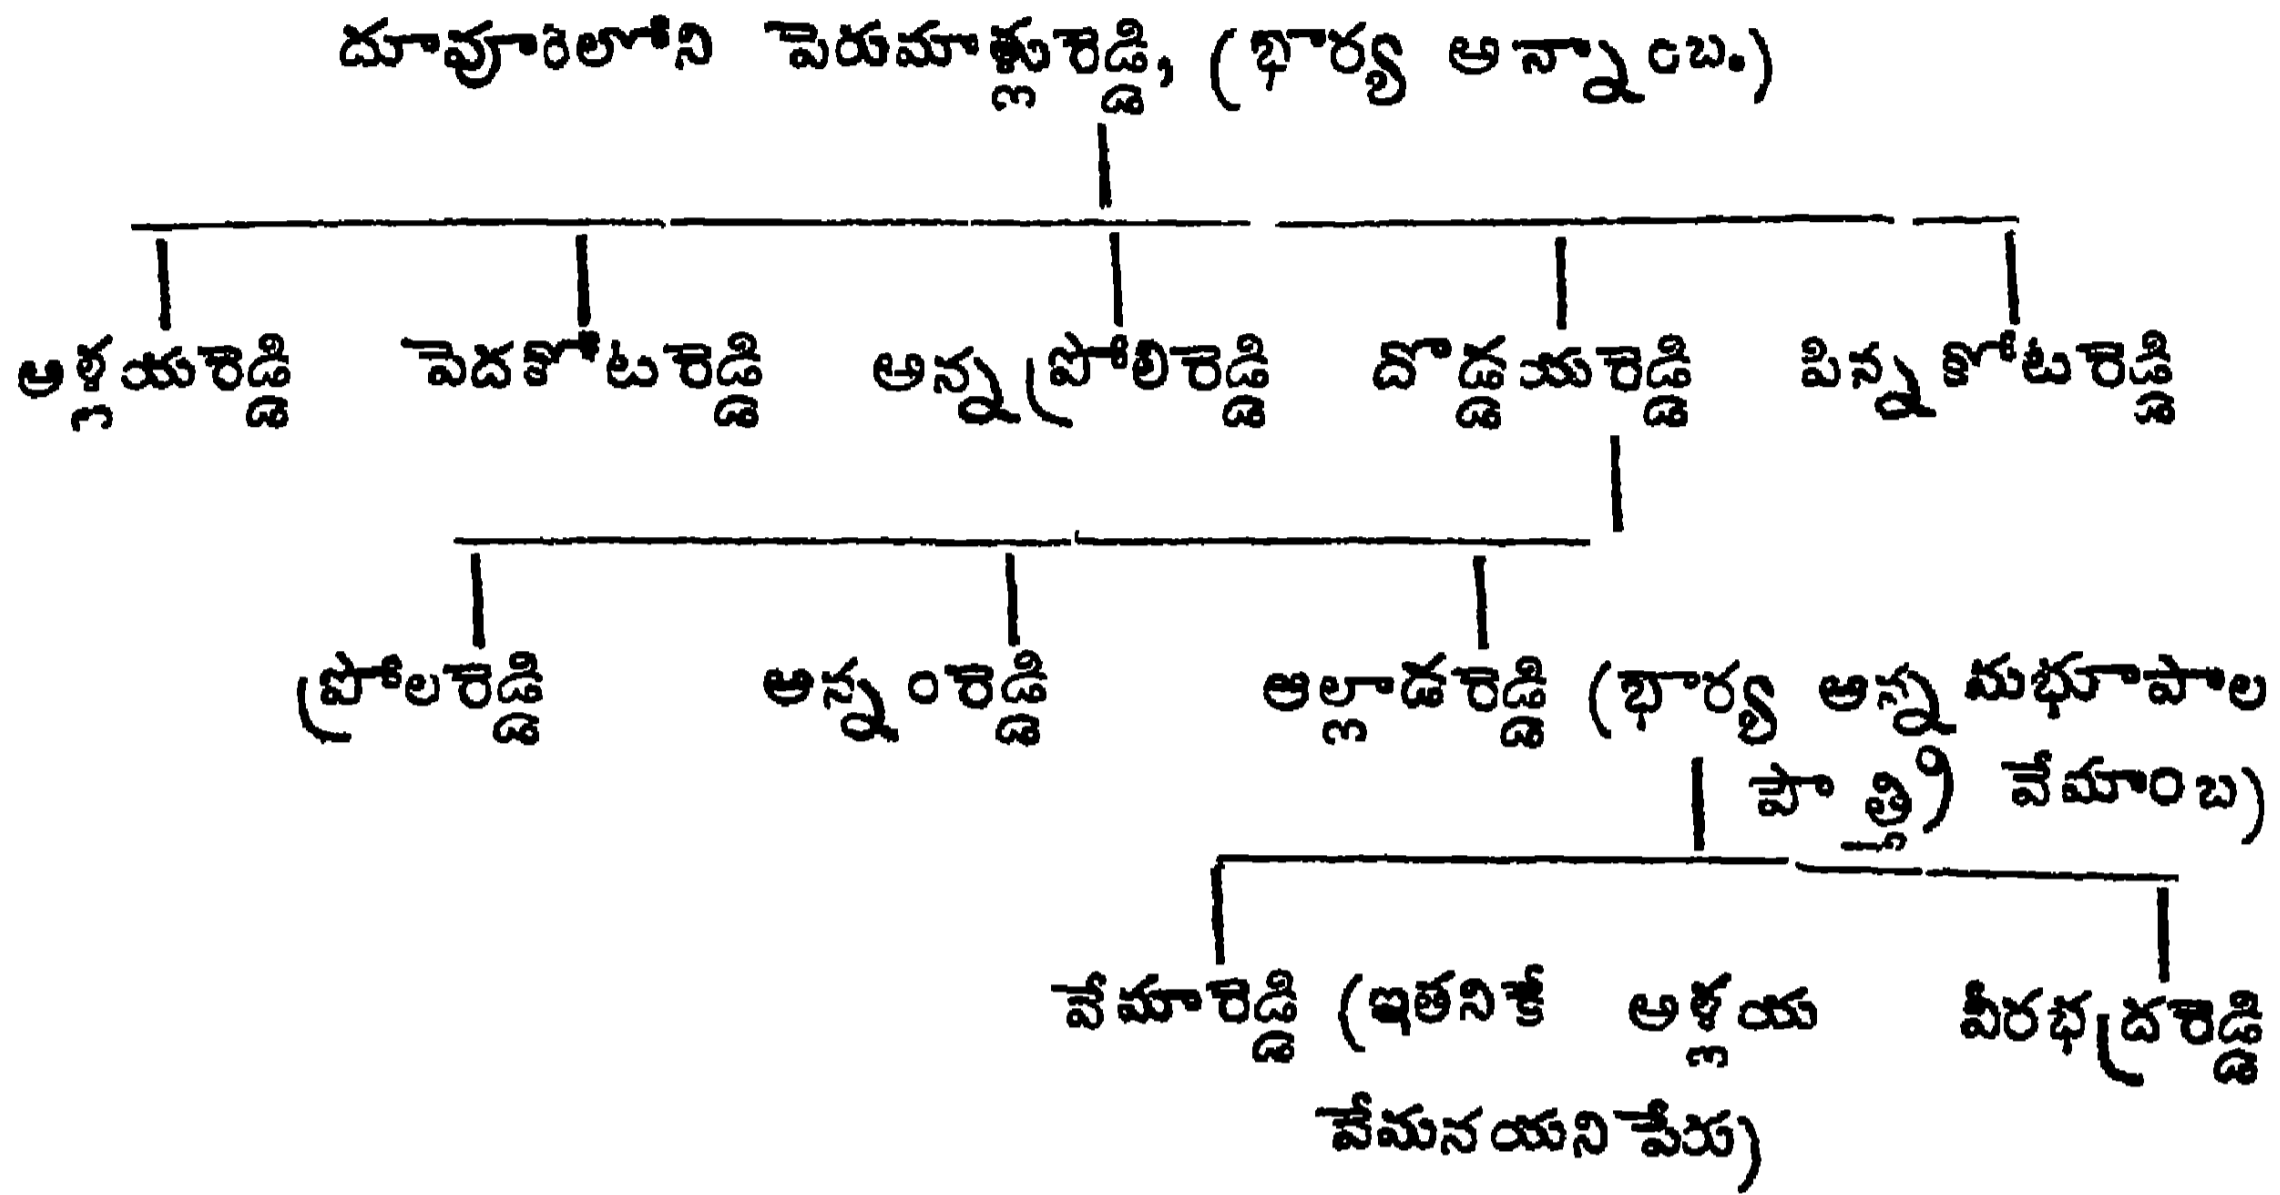 దూవూరిలోని పెరుమాళ్లురెడ్డి, (భార్య అన్నాంబ.)
అళ్లయరెడ్డి పెదకోటరెడ్డి అన్నప్రోలిరెడ్డి దొడ్డయరెడ్డి పిన్నకోటరెడ్డి
ప్రోలరెడ్డి అన్నంరెడ్డి అల్లాడరెడ్డి (భార్య అన్నమభూపాల
పౌత్త్రి వేమాంబ)
వేమారెడ్డి (ఇతనికే అళ్లయ వీరభద్రరెడ్డి
వేమనయనిపేరు)